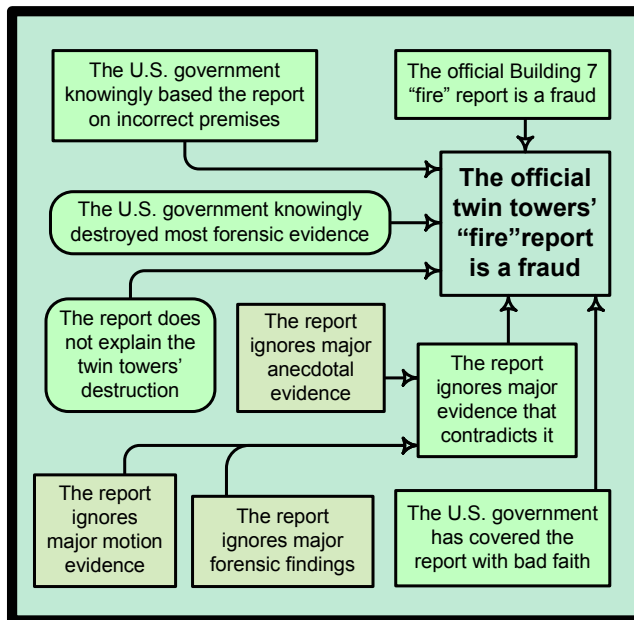 The U.S. government
knowingly based the report
on incorrect premises
The official Building 7
“fire” report is a fraud
The official
twin towers’
“fire”report
is a fraud
The U.S. government knowingly
destroyed most forensic evidence
The report does
not explain the
twin towers’
destruction
The report
ignores major
anecdotal
evidence
The report
ignores major
evidence that
contradicts it
The report
ignores
major motion
evidence
The report
ignores major
forensic findings
The U.S. government
has covered the
report with bad faith